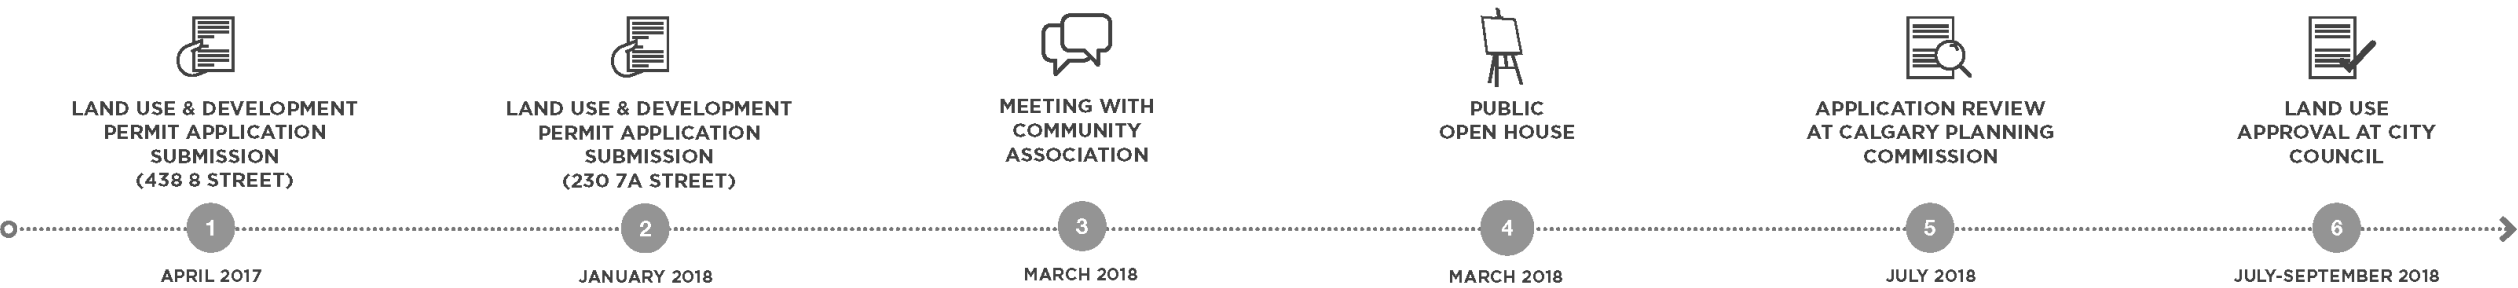 LAND USE & DEVELOPMENT
PERMIT APPLICATION
SUBMISSION
(438 8 STREET)
1
APRIL 2017
LAND USE & DEVELOPMENT
PERMIT APPLICATION
SUBMISSION
(230 7A STREET)
2
JANUARY 2018
MEETING WITH
COMMUNITY
ASSOCIATION
3
MARCH 2018
PUBLIC
OPEN HOUSE
4
MARCH 2018
APPLICATION REVIEW
AT CALGARY PLANNING
COMMISSION
5
JULY 2018
LAND USE
APPROVAL AT CITY
COUNCIL
6
JULY-SEPTEMBER 2018